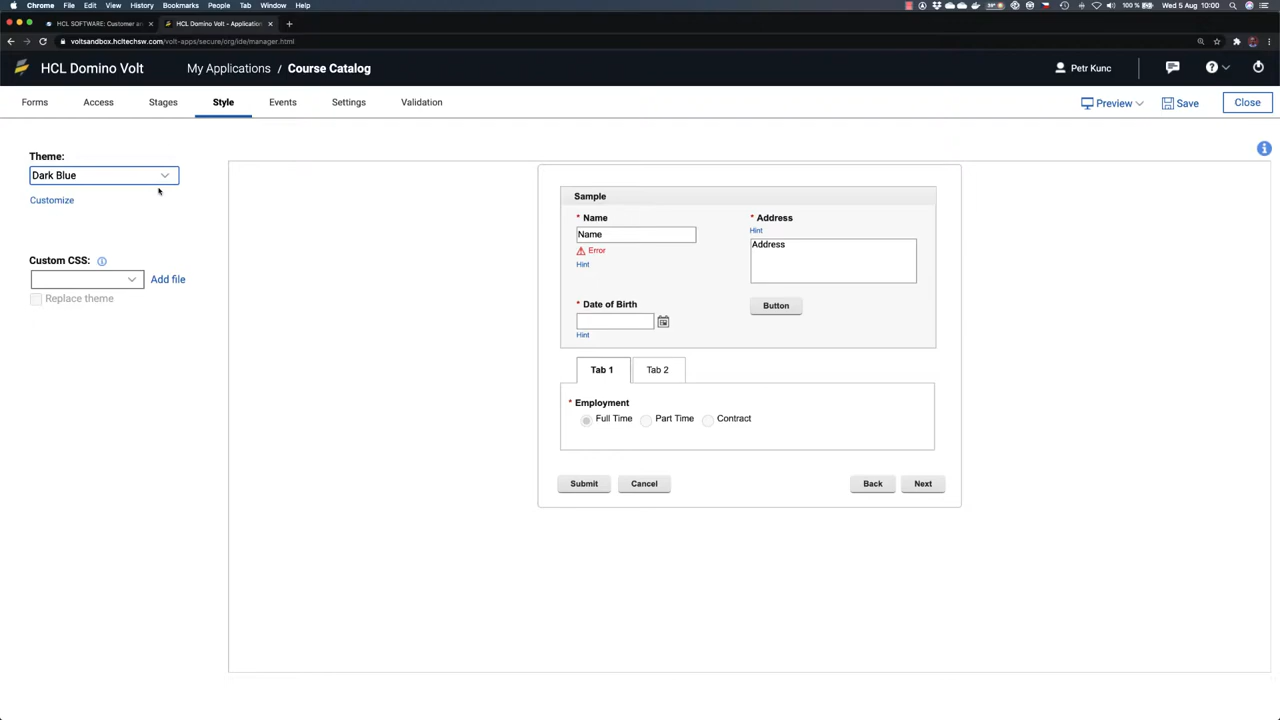 Chrome File Edit View History Bookmarks People Tab Window Help
100 % Wed 5 Aug 10:00
HCL SOFTWARE: Customer an
HCL Domino Volt - Application
voltsandbox.hcltechsw.com/volt-apps/secure/org/ide/manager.html
HCL Domino Volt My Applications / Course Catalog Petr Kunc
Forms Access Stages Style Events Settings Validation Preview Save Close
Theme:
Dark Blue
Customize
Custom CSS:
Add file
Replace theme
Sample
* Name
Name
Error
Hint
* Address
Hint
Address
* Date of Birth
Hint
Button
Tab 1 Tab 2
* Employment
Full Time Part Time Contract
Submit Cancel Back Next